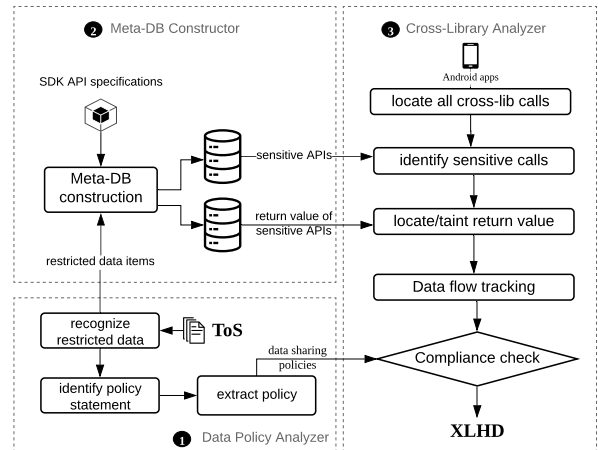 2 Meta-DB Constructor
SDK API specifications
Meta-DB
construction
sensitive APIs
return value of
sensitive APIs
restricted data items
recognize
restricted data
ToS
identify policy
statement
extract policy
data sharing
policies
1 Data Policy Analyzer
3 Cross-Library Analyzer
Android apps
locate all cross-lib calls
identify sensitive calls
locate/taint return value
Data flow tracking
Compliance check
XLHD